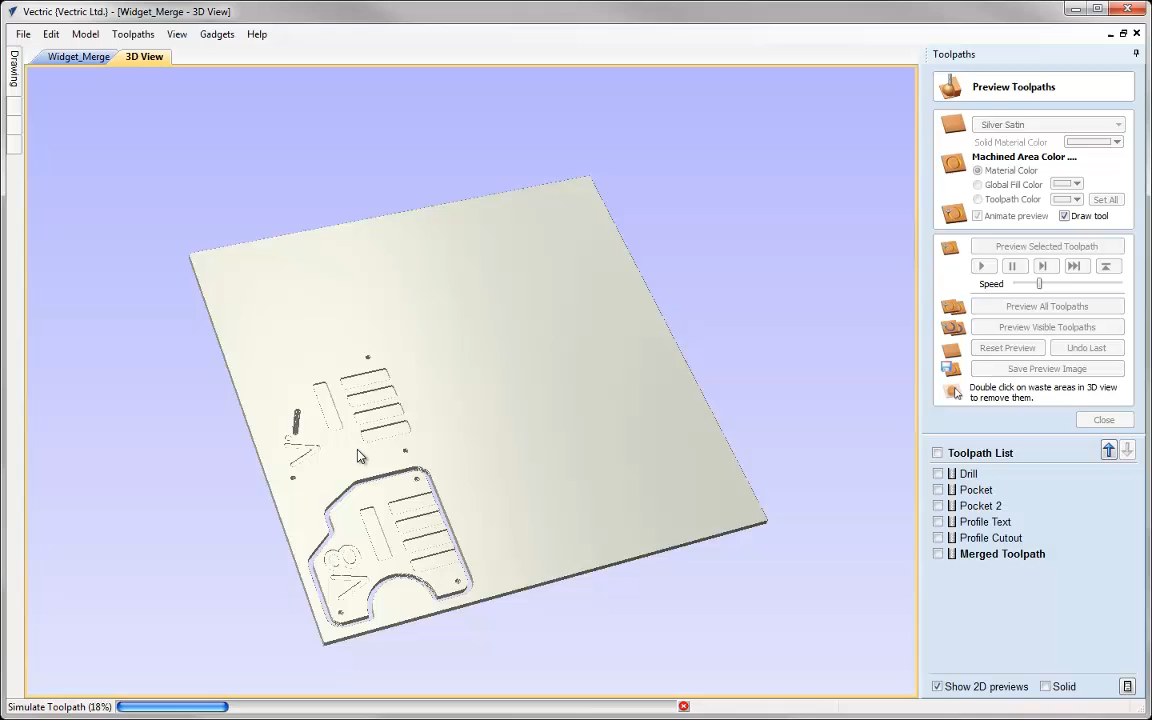 Vectric {Vectric Ltd.} - [Widget_Merge - 3D View]
File Edit Model Toolpaths View Gadgets Help
Drawing
Widget_Merge 3D View
Toolpaths
Preview Toolpaths
Silver Satin
Solid Material Color
Machined Area Color ....
Material Color
Global Fill Color
Toolpath Color Set All
Animate preview Draw tool
Preview Selected Toolpath
Speed
Preview All Toolpaths
Preview Visible Toolpaths
Reset Preview Undo Last
Save Preview Image
Double click on waste areas in 3D view
to remove them.
Close
Toolpath List
Drill
Pocket
Pocket 2
Profile Text
Profile Cutout
Merged Toolpath
V8
Show 2D previews Solid
Simulate Toolpath (18%)